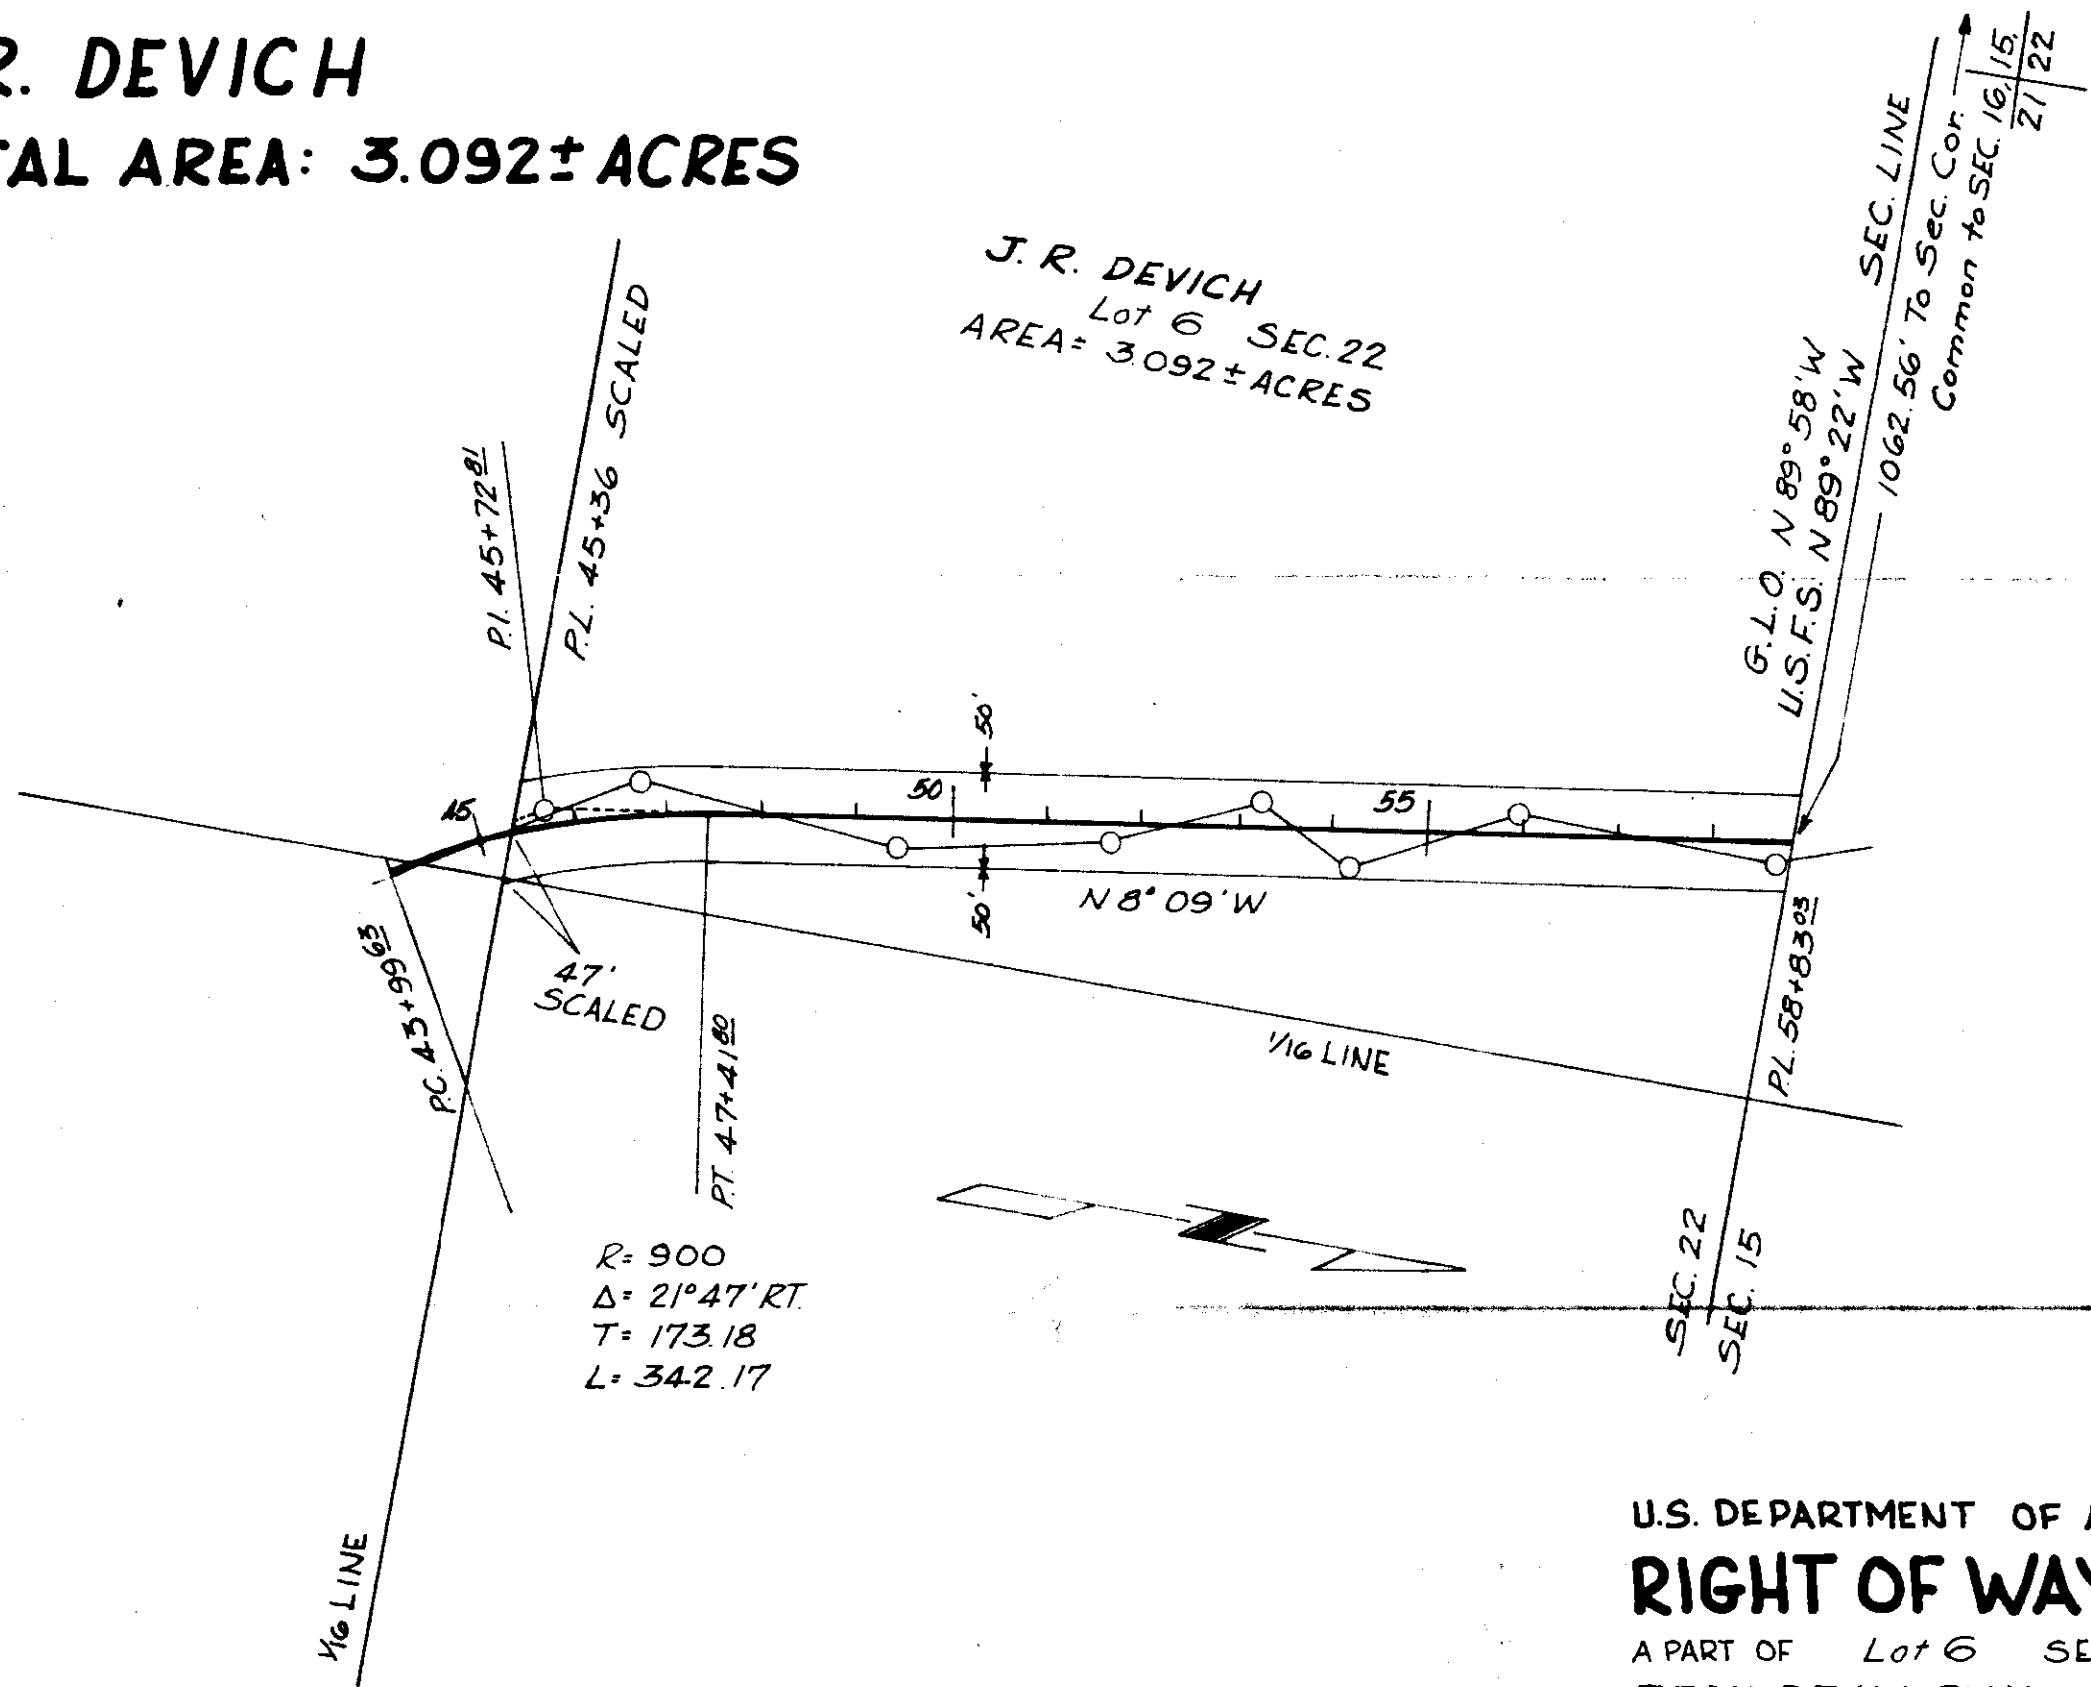 R. DEVICH
TAL AREA: 3.092± ACRES
J. R. DEVICH
Lot 6 SEC. 22
AREA= 3.092± ACRES
SEC. LINE
1062.56' To Sec. Cor.
Common to SEC. 16, 15,
21 22
G.L.O. N 89° 58' W
U.S.F.S. N 89° 22' W
P.I. 45+72 81
P.L. 45+36 SCALED
50'
45
50
55
50'
N 8° 09' W
47'
SCALED
P.C. 43+99 63
P.T. 47+41 80
P.L. 58+83 03
1/16 LINE
R= 900
Δ= 21°47' RT.
T= 173.18
L= 342.17
SEC. 22
SEC. 15
1/16 LINE
U.S. DEPARTMENT OF A
RIGHT OF WAY
A PART OF Lot 6 SE